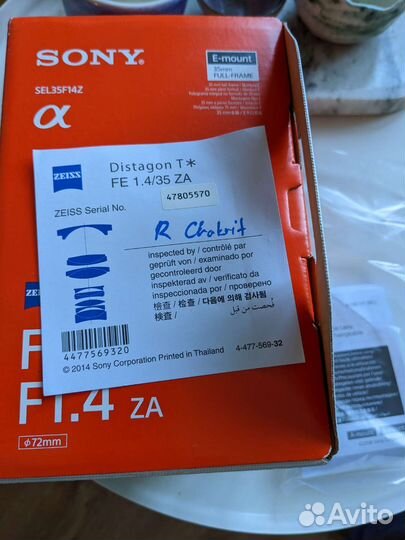 SONY
E-mount
35mm
FULL-FRAME
SEL35F14Z
α
ZEISS
Distagon T*
FE 1.4/35 ZA
47805570
ZEISS Serial No.
R Chakrit
inspected by / contrôlé par
geprüft von / examinado por
gecontroleerd door
inspekterad av / verificato da
inspeccionado por / проверено
檢查 / 检查 / 다음에 의해 검사됨
検査 / فُحصت من قبل
4477569320
© 2014 Sony Corporation Printed in Thailand
4-477-569-32
F1.4 ZA
φ72mm
Avito